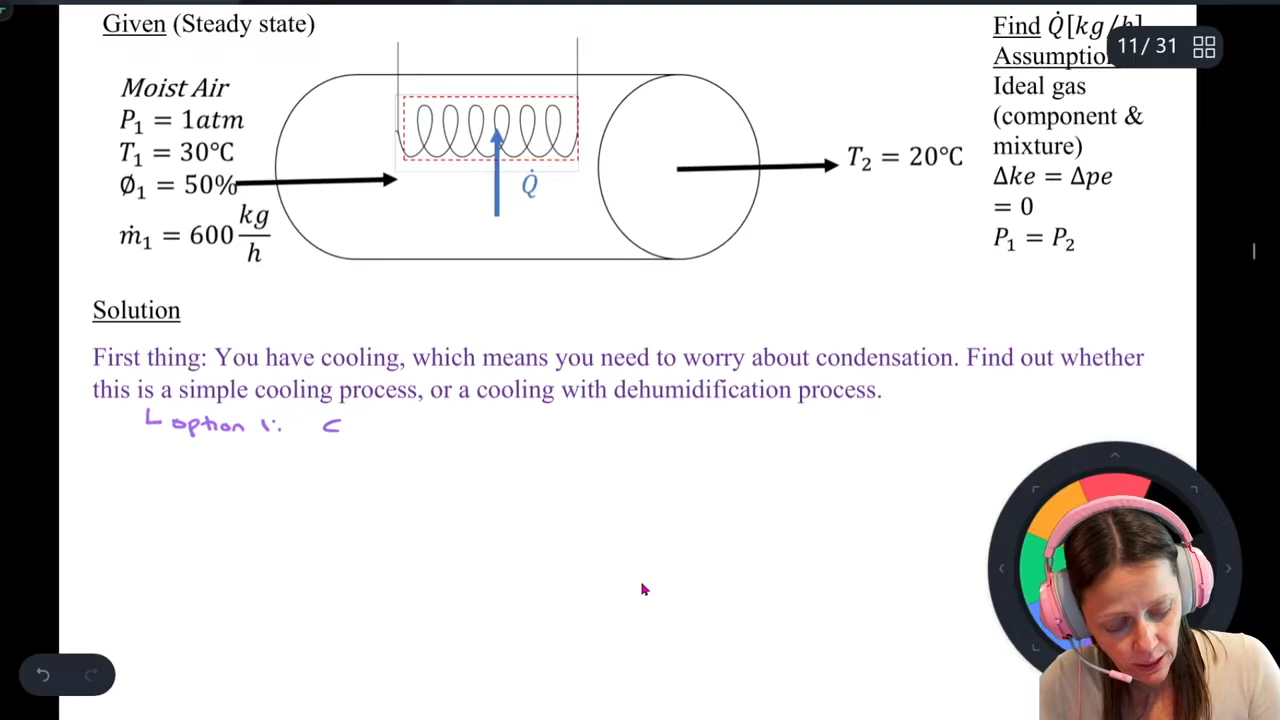 Given (Steady state)
Moist Air
P₁ = 1atm
T₁ = 30℃
Ø₁ = 50%
ṁ₁ = 600 kg/h
Q̇
T₂ = 20℃
Find Q̇[kg/h]
11/ 31
Assumptio
Ideal gas
(component &
mixture)
Δke = Δpe
= 0
P₁ = P₂
Solution
First thing: You have cooling, which means you need to worry about condensation. Find out whether
this is a simple cooling process, or a cooling with dehumidification process.
option 1: C